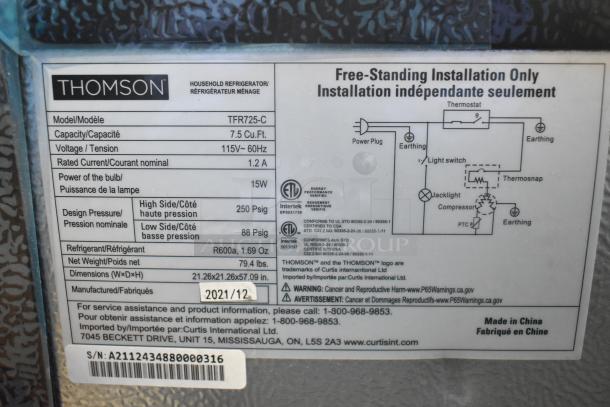 THOMSON
HOUSEHOLD REFRIGERATOR/
RÉFRIGÉRATEUR MÉNAGE
Model/Modèle TFR725-C
Capacity/Capacité 7.5 Cu.Ft.
Voltage / Tension 115V~ 60Hz
Rated Current/Courant nominal 1.2 A
Power of the bulb/
Puissance de la lampe 15W
Design Pressure/
Pression nominale
High Side/Côté
haute pression 250 Psig
Low Side/Côté
basse pression 88 Psig
Refrigerant/Réfrigérant R600a, 1.69 Oz
Net Weight/Poids net 79.4 lbs.
Dimensions (W×D×H) 21.26x21.26x57.09 in.
Manufactured/Fabriqués 2021/12
Free-Standing Installation Only
Installation indépendante seulement
Thermostat
Power Plug
Earthing
Earthing
Light switch
Thermosnap
Jacklight
Compressor
Earthing
PTC
ETL
ENERGY
PERFORMANCE
VERIFIED
Intertek
THOMSON™ and the THOMSON™ logo are
trademarks of Curtis International Ltd.
Imported by/Importée par:Curtis International Ltd.
WARNING: Cancer and Reproductive Harm-www.P65Warnings.ca.gov
AVERTISSEMENT: Cancer et Dommages Reproductifs-www.P65Warnings.ca.gov
For service assistance and product information, please call: 1-800-968-9853.
Pour obtenir assistance et information appelez: 1-800-968-9853.
Imported by/Importée par:Curtis International Ltd.
7045 BECKETT DRIVE, UNIT 15, MISSISSAUGA, ON, L5S 2A3 www.curtisint.com
Made in China
Fabriqué en Chine
S/N:A2112434880000316